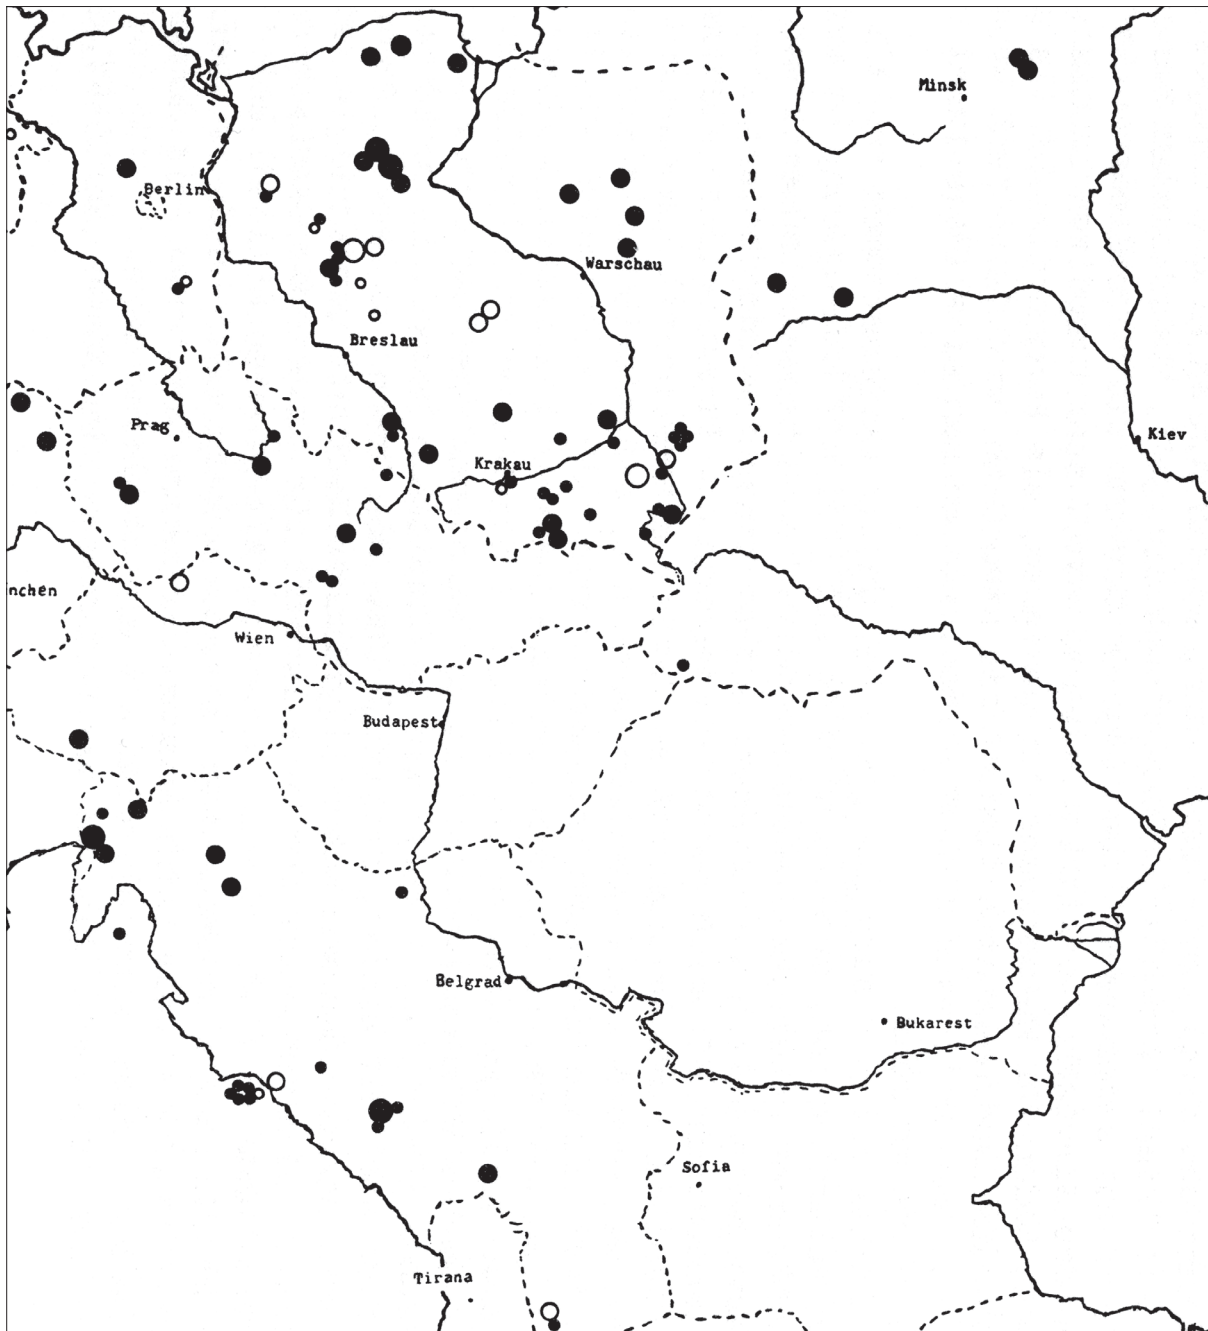 Minsk
Berlin
Warschau
Breslau
Prag
Kiev
Krakau
nchen
Wien
Budapest
Belgrad
Bukarest
Sofia
Tirana